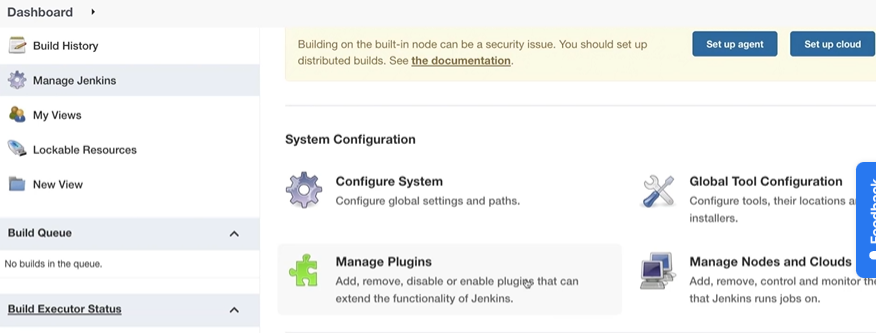 Dashboard
Build History
Manage Jenkins
My Views
Lockable Resources
New View
Build Queue
No builds in the queue.
Build Executor Status
Building on the built-in node can be a security issue. You should set up
distributed builds. See the documentation.
Set up agent
Set up cloud
System Configuration
Configure System
Configure global settings and paths.
Global Tool Configuration
Configure tools, their locations
installers.
Manage Plugins
Add, remove, disable or enable plugins that can
extend the functionality of Jenkins.
Manage Nodes and Clouds
Add, remove, control and monitor the
that Jenkins runs jobs on.
Feedback